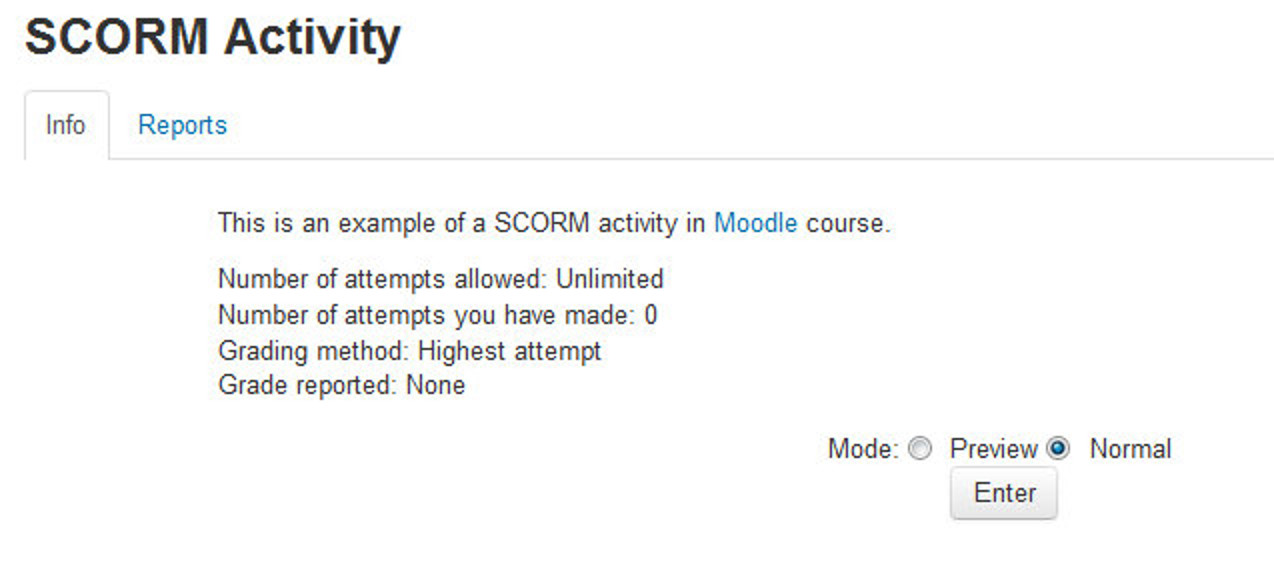 SCORM Activity
Info Reports
This is an example of a SCORM activity in Moodle course.
Number of attempts allowed: Unlimited
Number of attempts you have made: 0
Grading method: Highest attempt
Grade reported: None
Mode: Preview Normal
Enter